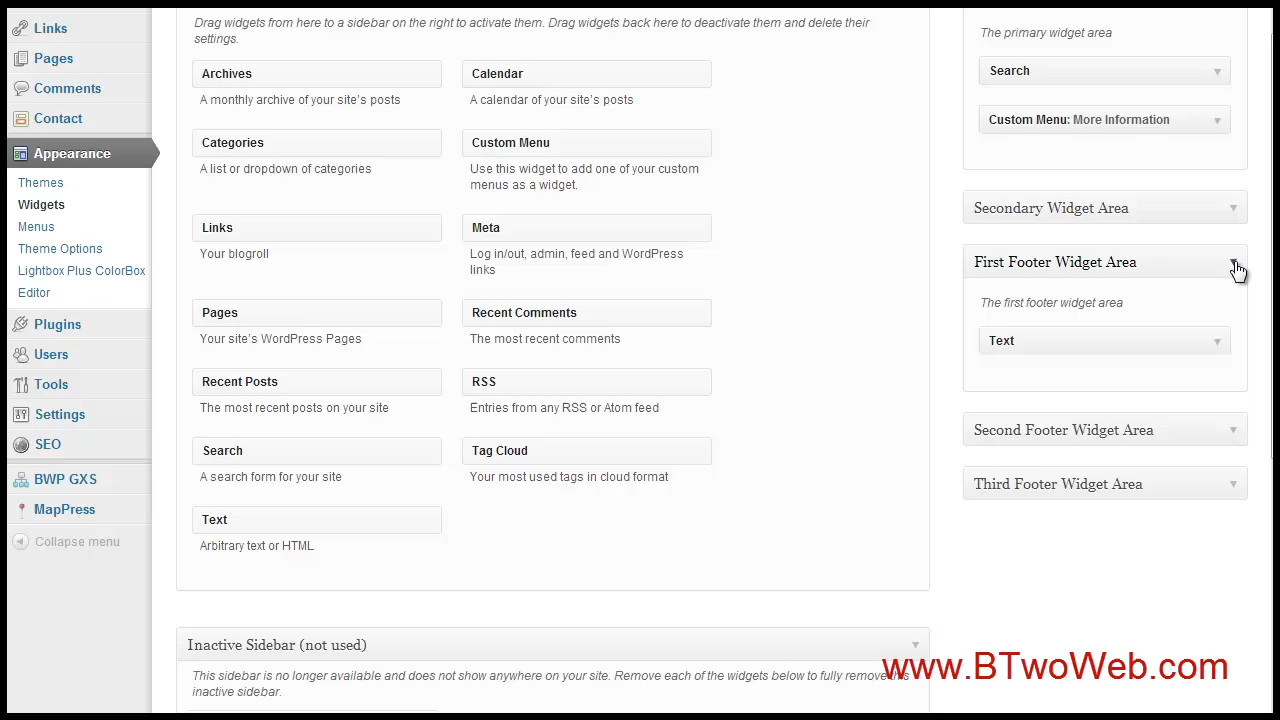 Links
Pages
Comments
Contact
Appearance
Themes
Widgets
Menus
Theme Options
Lightbox Plus ColorBox
Editor
Plugins
Users
Tools
Settings
SEO
BWP GXS
MapPress
Collapse menu
Drag widgets from here to a sidebar on the right to activate them. Drag widgets back here to deactivate them and delete their
settings.
Archives
A monthly archive of your site's posts
Calendar
A calendar of your site's posts
Categories
A list or dropdown of categories
Custom Menu
Use this widget to add one of your custom
menus as a widget.
Links
Your blogroll
Meta
Log in/out, admin, feed and WordPress
links
Pages
Your site's WordPress Pages
Recent Comments
The most recent comments
Recent Posts
The most recent posts on your site
RSS
Entries from any RSS or Atom feed
Search
A search form for your site
Tag Cloud
Your most used tags in cloud format
Text
Arbitrary text or HTML
Inactive Sidebar (not used)
This sidebar is no longer available and does not show anywhere on your site. Remove each of the widgets below to fully remove this
inactive sidebar.
The primary widget area
Search
Custom Menu: More Information
Secondary Widget Area
First Footer Widget Area
The first footer widget area
Text
Second Footer Widget Area
Third Footer Widget Area
www.BTwoWeb.com